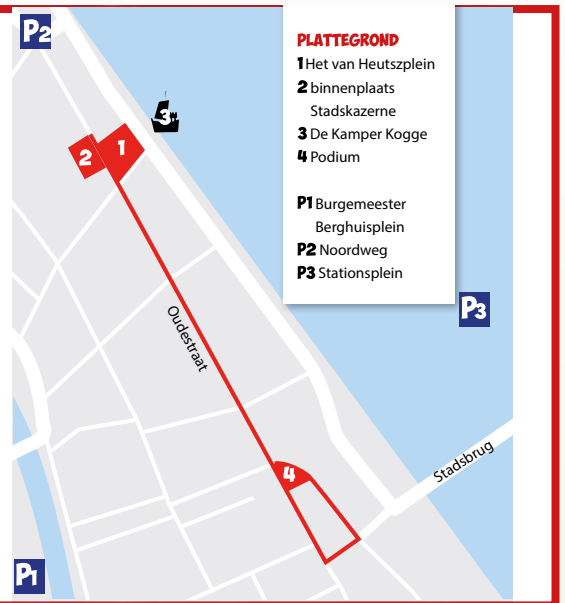 P2
PLATTEGROND
1 Het van Heutszplein
2 binnenplaats
Stadskazerne
3 De Kamper Kogge
4 Podium
P1 Burgemeester
Berghuisplein
P2 Noordweg
P3 Stationsplein
3
1
2
P3
Oudestraat
4
Stadsbrug
P1